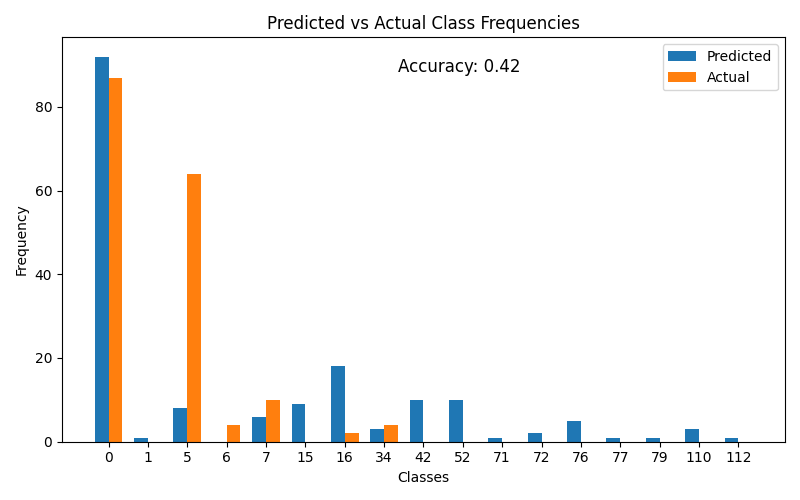 Predicted vs Actual Class Frequencies
Accuracy: 0.42
Predicted
Actual
Frequency
80
60
40
20
0
0 1 5 6 7 15 16 34 42 52 71 72 76 77 79 110 112
Classes